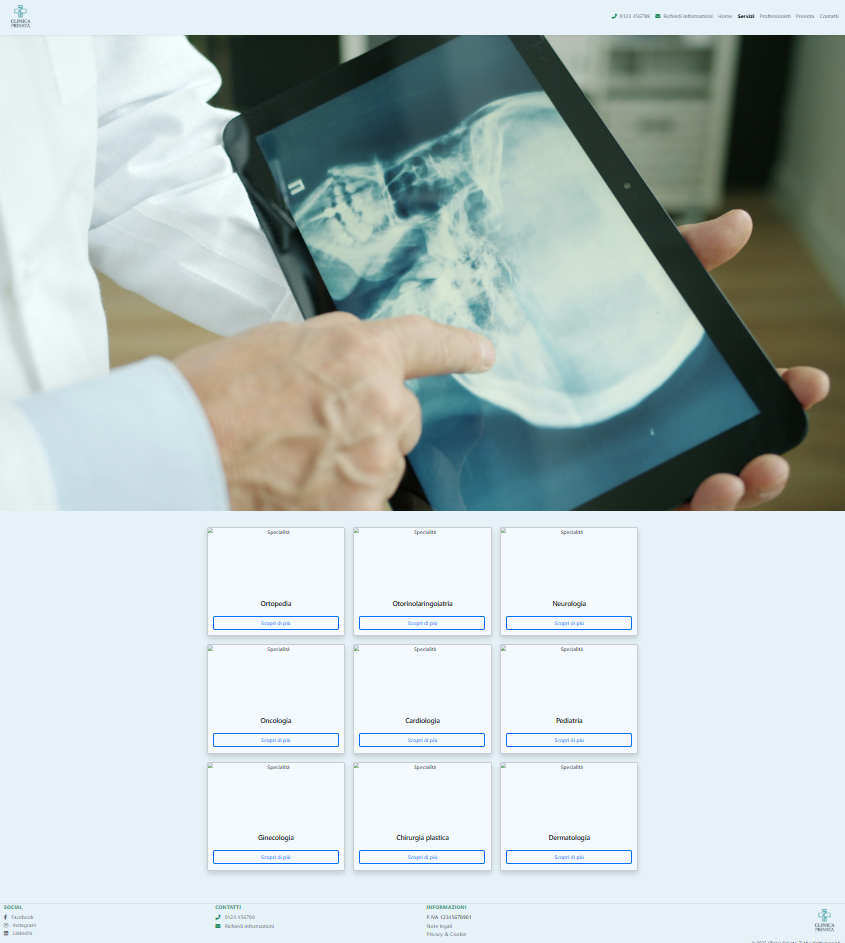 CLINICA
PRIVATA
0123 456789 Richiedi informazioni Home Servizi Professionisti Prenota Contatti
Specialità Specialità Specialità
Ortopedia Otorinolaringoiatria Neurologia
Scopri di più Scopri di più Scopri di più
Specialità Specialità Specialità
Oncologia Cardiologia Pediatria
Scopri di più Scopri di più Scopri di più
Specialità Specialità Specialità
Ginecologia Chirurgia plastica Dermatologia
Scopri di più Scopri di più Scopri di più
SOCIAL
Facebook
Instagram
LinkedIn
CONTATTI
0123 456789
Richiedi informazioni
INFORMAZIONI
P.IVA 12345678901
Note legali
Privacy & Cookie
CLINICA
PRIVATA